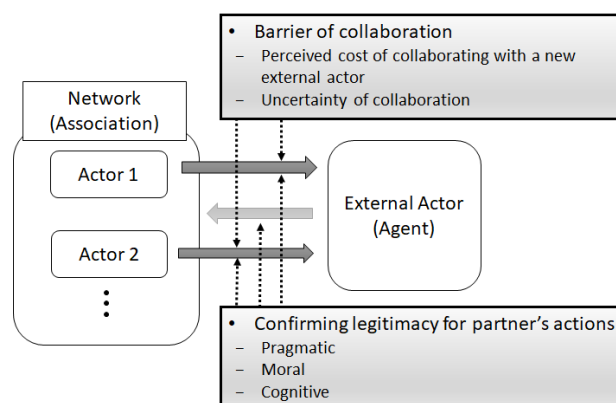 • Barrier of collaboration
– Perceived cost of collaborating with a new
external actor
– Uncertainty of collaboration
Network
(Association)
Actor 1
Actor 2
External Actor
(Agent)
• Confirming legitimacy for partner's actions
– Pragmatic
– Moral
– Cognitive